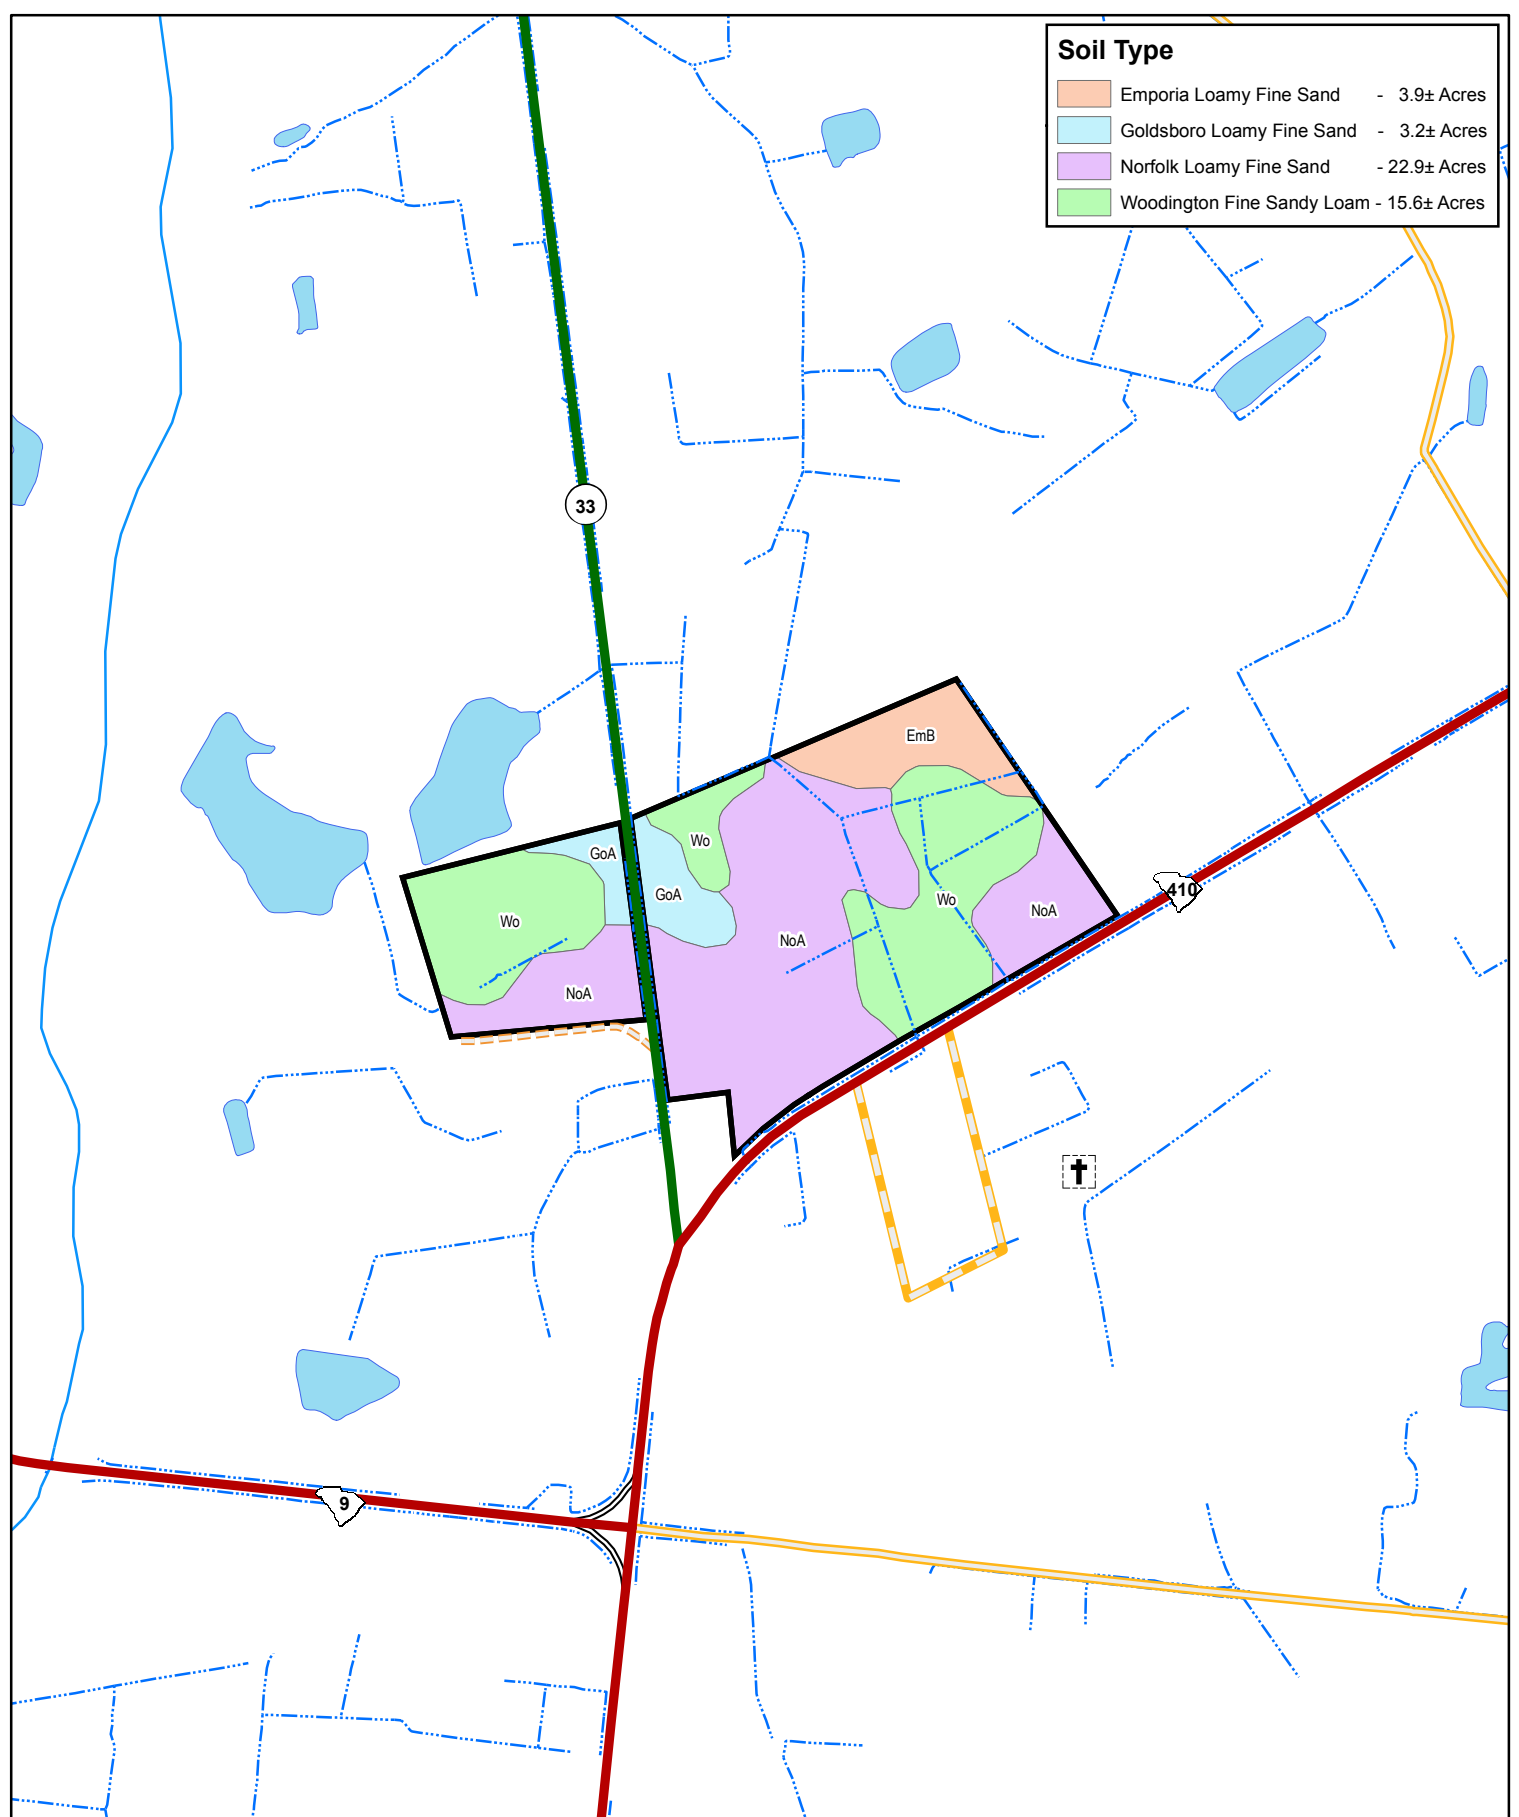 Soil Type
Emporia Loamy Fine Sand - 3.9± Acres
Goldsboro Loamy Fine Sand - 3.2± Acres
Norfolk Loamy Fine Sand - 22.9± Acres
Woodington Fine Sandy Loam - 15.6± Acres
33
EmB
Wo
GoA
GoA
410
Wo
NoA
Wo
NoA
NoA
9